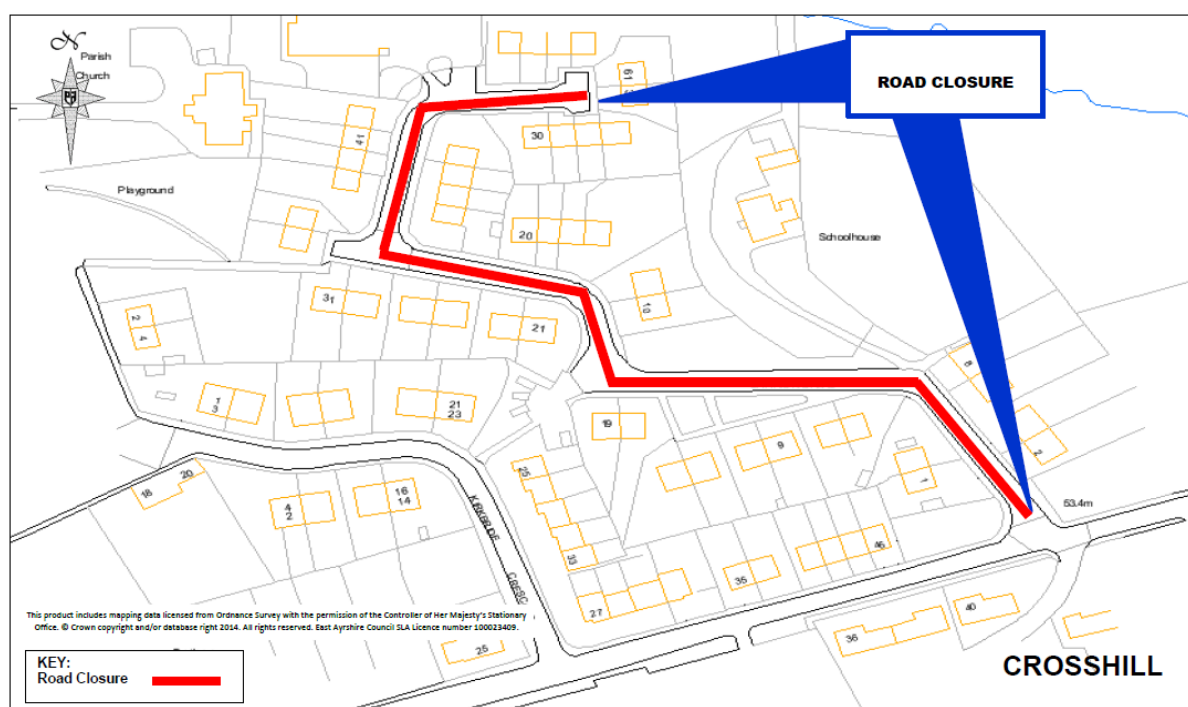 N
Parish
Church
ROAD CLOSURE
61
41
30
Playground
20
Schoolhouse
10
31
21
2
4
8
1
3
21
23
19
9
2
1
25
53.4m
18
20
16
14
4
2
KIRKBRIDE
CRESC
33
46
35
27
40
36
25
This product includes mapping data licensed from Ordnance Survey with the permission of the Controller of Her Majesty's Stationary
Office. © Crown copyright and/or database right 2014. All rights reserved. East Ayrshire Council SLA Licence number 100023409.
KEY:
Road Closure
CROSSHILL